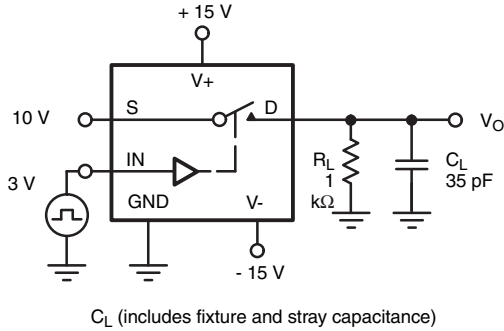 + 15 V
V+
10 V
S
D
V_O
3 V
IN
R_L
1
kΩ
C_L
35 pF
GND
V-
- 15 V
C_L (includes fixture and stray capacitance)